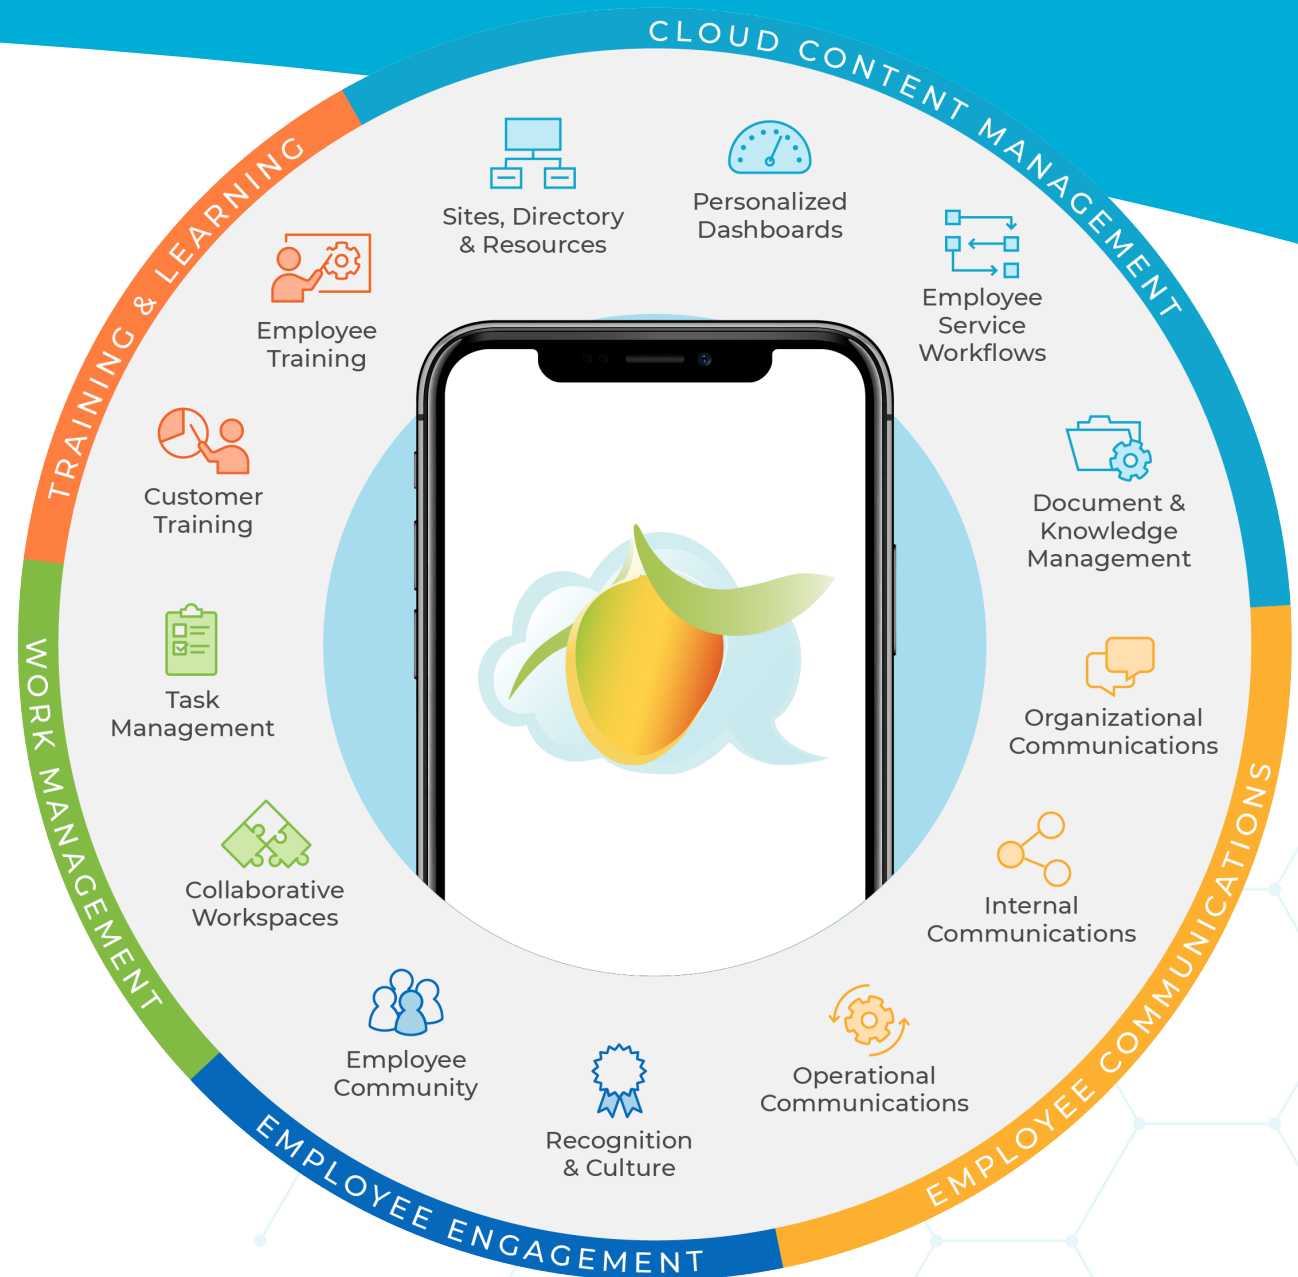 CLOUD CONTENT MANAGEMENT
Sites, Directory
& Resources
Personalized
Dashboards
Employee
Service
Workflows
Document &
Knowledge
Management
EMPLOYEE COMMUNICATIONS
Organizational
Communications
Internal
Communications
Operational
Communications
EMPLOYEE ENGAGEMENT
Recognition
& Culture
Employee
Community
WORK MANAGEMENT
Collaborative
Workspaces
Task
Management
TRAINING & LEARNING
Customer
Training
Employee
Training